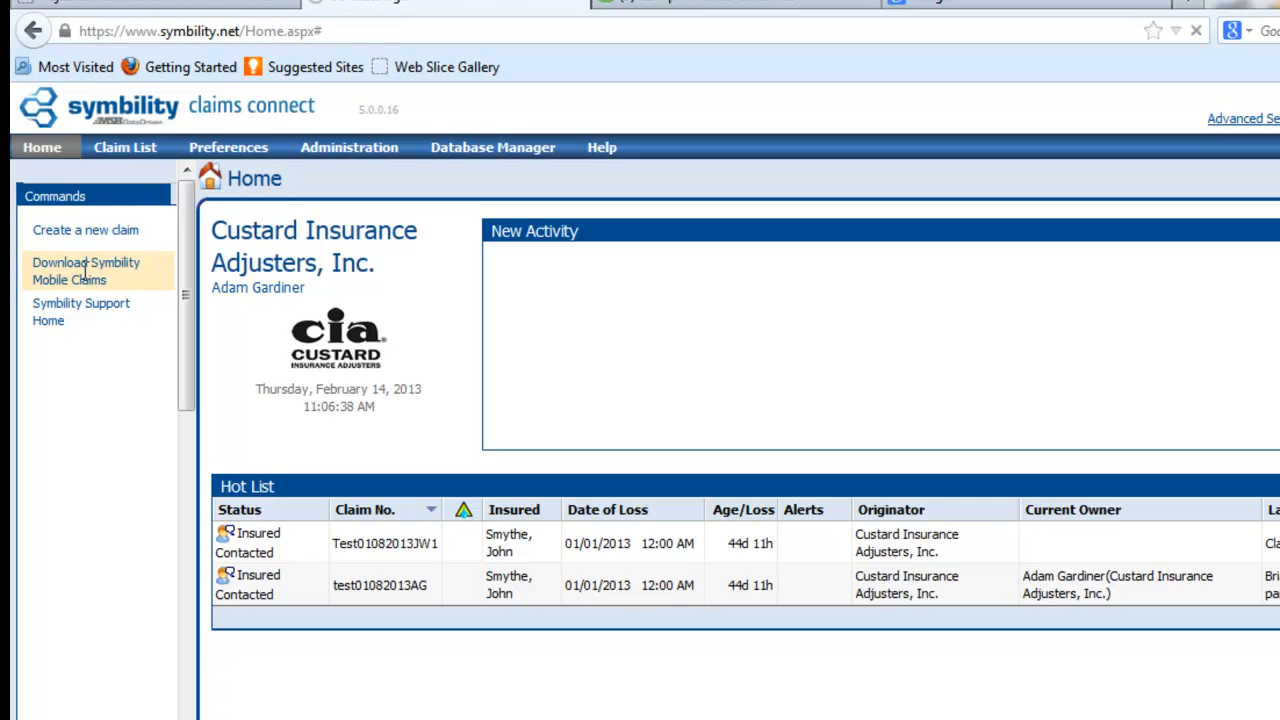 https://www.symbility.net/Home.aspx#
Most Visited Getting Started Suggested Sites Web Slice Gallery
symbility claims connect 5.0.0.16
Advanced Se
Home Claim List Preferences Administration Database Manager Help
Commands
Create a new claim
Download Symbility
Mobile Claims
Symbility Support
Home
Home
Custard Insurance
Adjusters, Inc.
Adam Gardiner
cia
CUSTARD
INSURANCE ADJUSTERS
Thursday, February 14, 2013
11:06:38 AM
New Activity
Hot List
Status Claim No. Insured Date of Loss Age/Loss Alerts Originator Current Owner La
Insured Contacted Test01082013JW1 Smythe, John 01/01/2013 12:00 AM 44d 11h Custard Insurance Adjusters, Inc. Cla
Insured Contacted test01082013AG Smythe, John 01/01/2013 12:00 AM 44d 11h Custard Insurance Adjusters, Inc. Adam Gardiner(Custard Insurance Adjusters, Inc.) Bri pa